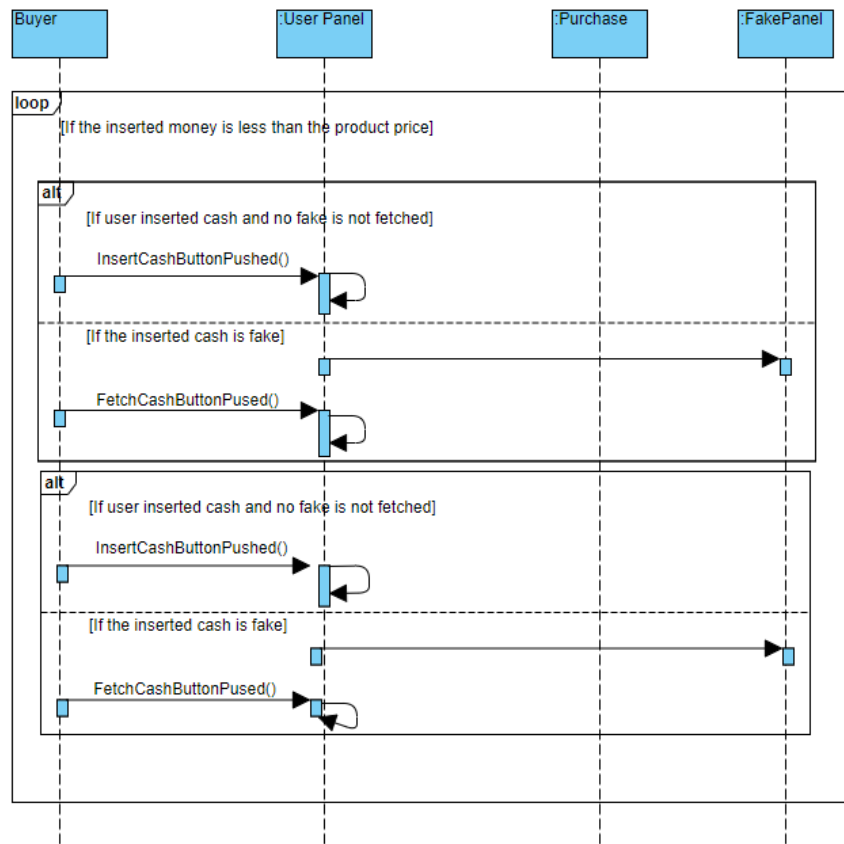 Buyer
:User Panel
:Purchase
:FakePanel
loop
[If the inserted money is less than the product price]
alt
[If user inserted cash and no fake is not fetched]
InsertCashButtonPushed()
[If the inserted cash is fake]
FetchCashButtonPused()
alt
[If user inserted cash and no fake is not fetched]
InsertCashButtonPushed()
[If the inserted cash is fake]
FetchCashButtonPused()